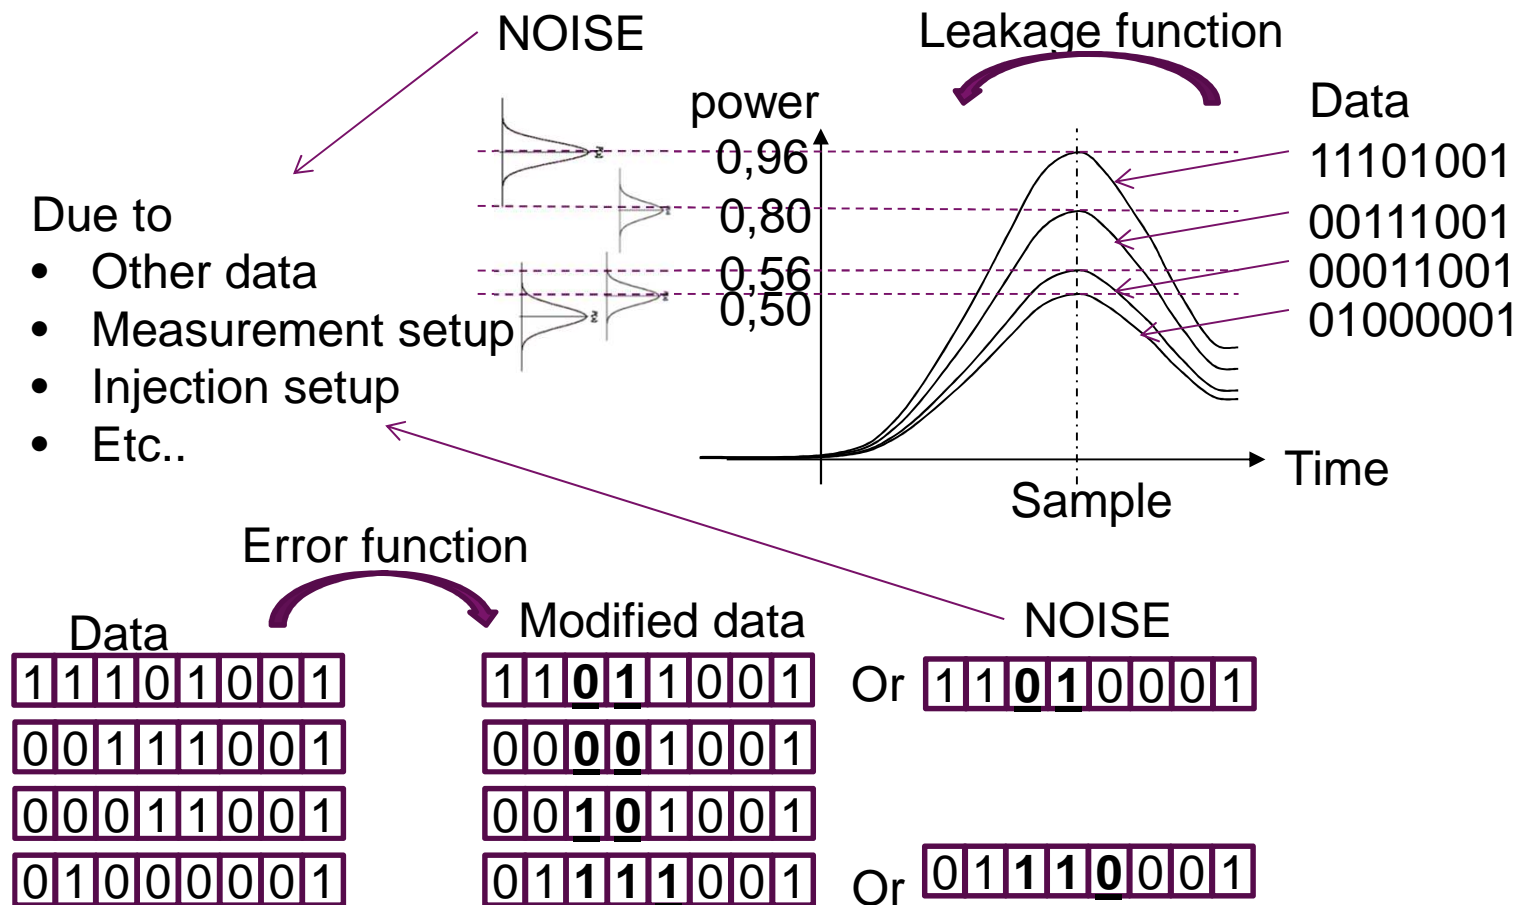 NOISE
Leakage function
power
Data
0,96
11101001
0,80
00111001
0,56
00011001
0,50
01000001
Due to
• Other data
• Measurement setup
• Injection setup
• Etc..
Time
Sample
Error function
Data
Modified data
NOISE
11101001
11011001
Or
11010001
00111001
00001001
00011001
00101001
01000001
01111001
Or
01110001